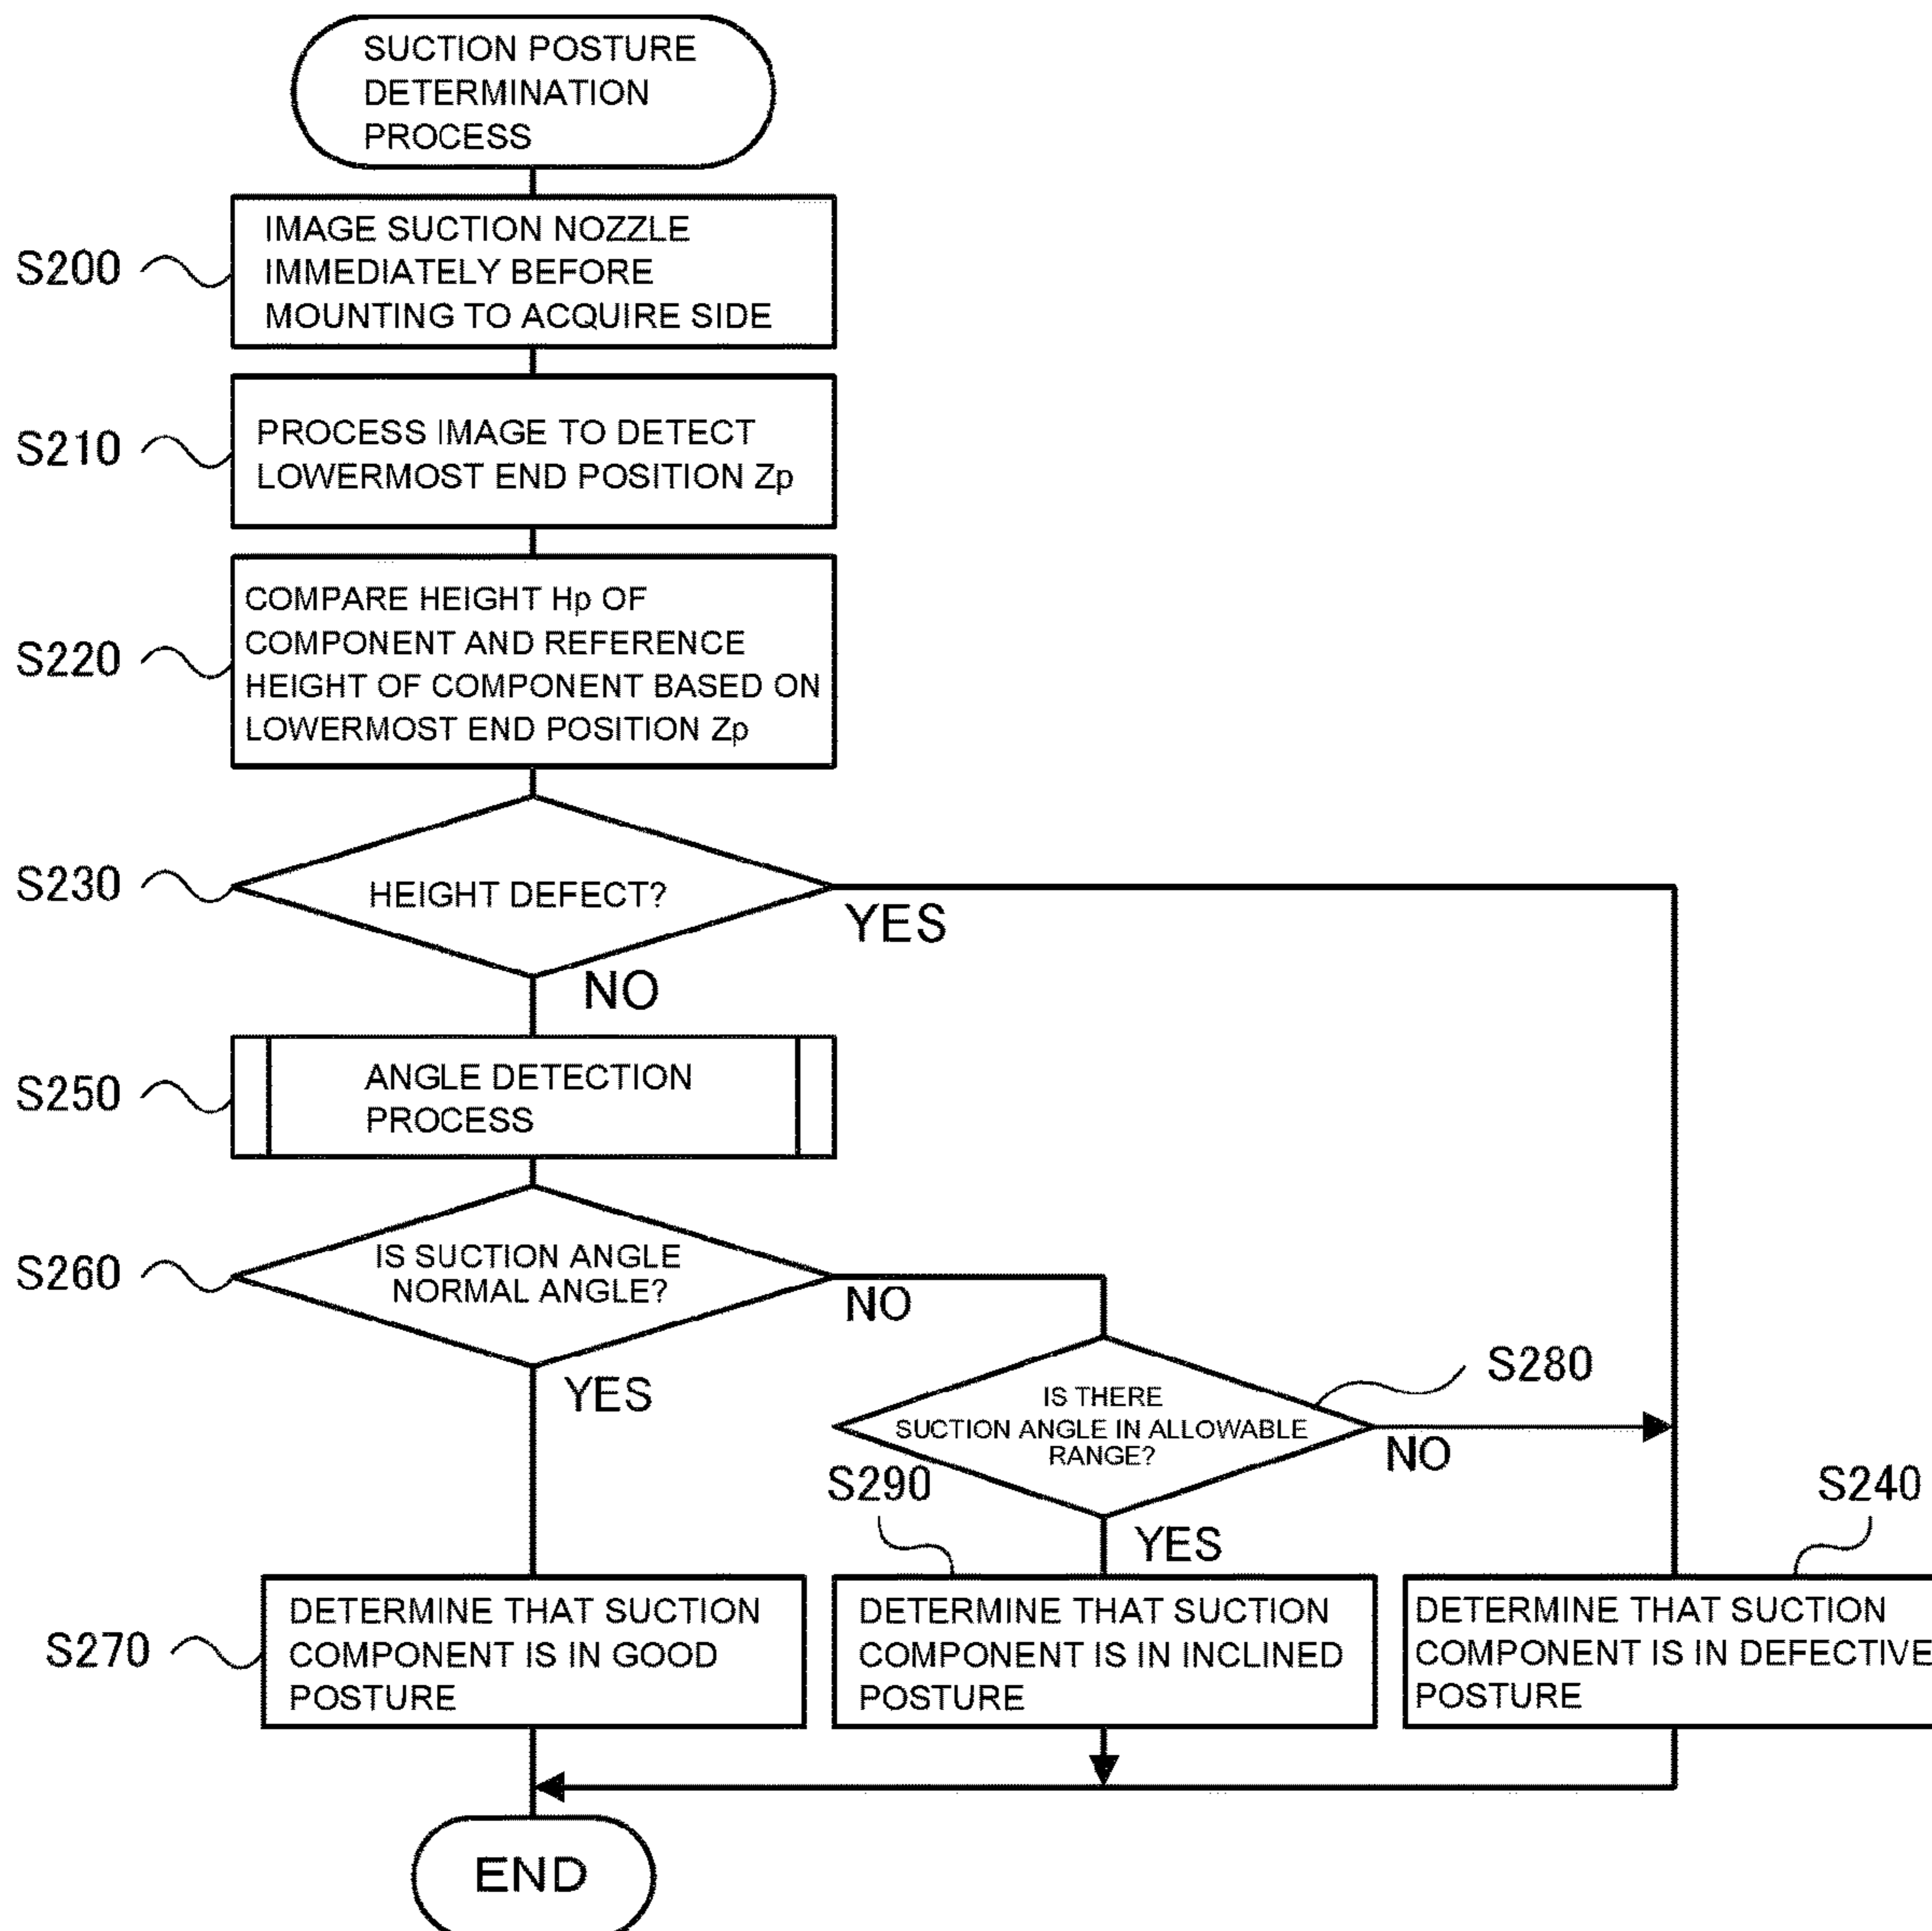 SUCTION POSTURE
DETERMINATION
PROCESS
S200
IMAGE SUCTION NOZZLE
IMMEDIATELY BEFORE
MOUNTING TO ACQUIRE SIDE
S210
PROCESS IMAGE TO DETECT
LOWERMOST END POSITION Zp
S220
COMPARE HEIGHT Hp OF
COMPONENT AND REFERENCE
HEIGHT OF COMPONENT BASED ON
LOWERMOST END POSITION Zp
S230
HEIGHT DEFECT?
YES
NO
S250
ANGLE DETECTION
PROCESS
S260
IS SUCTION ANGLE
NORMAL ANGLE?
NO
YES
S280
IS THERE
SUCTION ANGLE IN ALLOWABLE
RANGE?
NO
YES
S290
S240
S270
DETERMINE THAT SUCTION
COMPONENT IS IN GOOD
POSTURE
DETERMINE THAT SUCTION
COMPONENT IS IN INCLINED
POSTURE
DETERMINE THAT SUCTION
COMPONENT IS IN DEFECTIVE
POSTURE
END